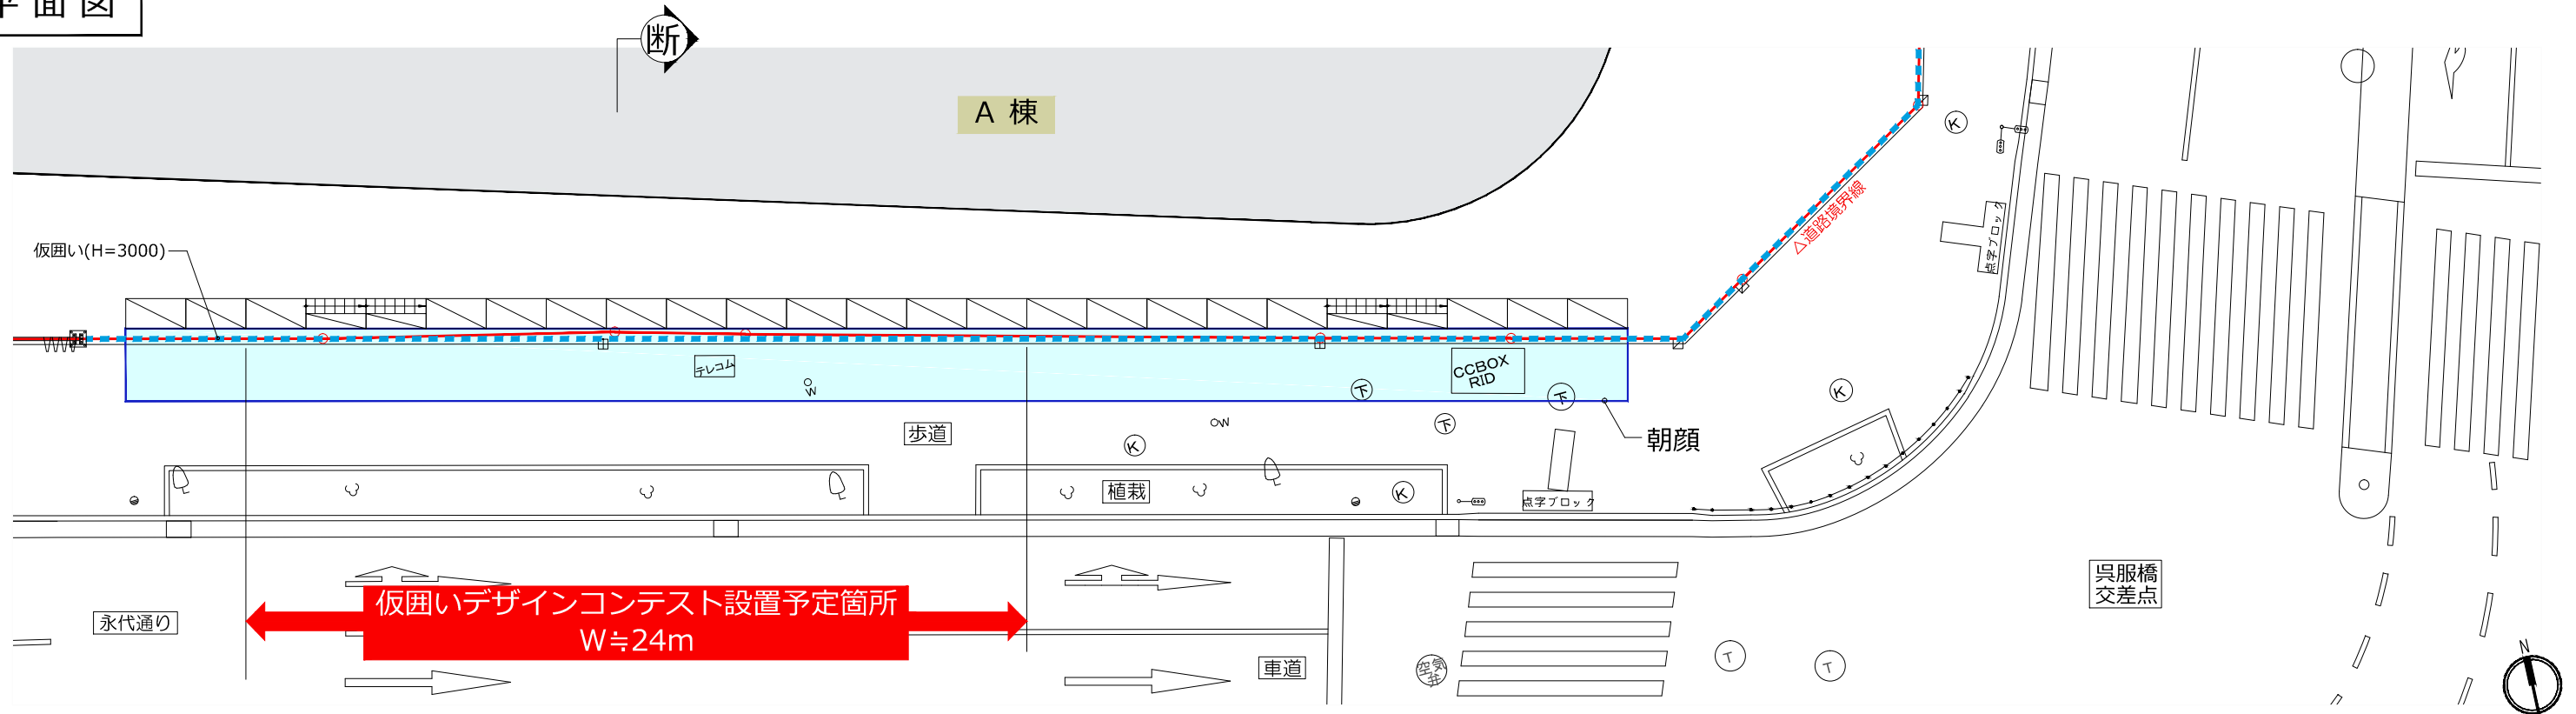 平面図
断
A 棟
仮囲い(H=3000)
△道路境界線
K
点字ブロック
テレコム
W
CCBOX
RID
下
下
K
朝顔
歩道
K
W
下
植栽
K
点字ブロック
仮囲いデザインコンテスト設置予定箇所
W≒24m
永代通り
車道
空気
弁
T
T
呉服橋
交差点
N